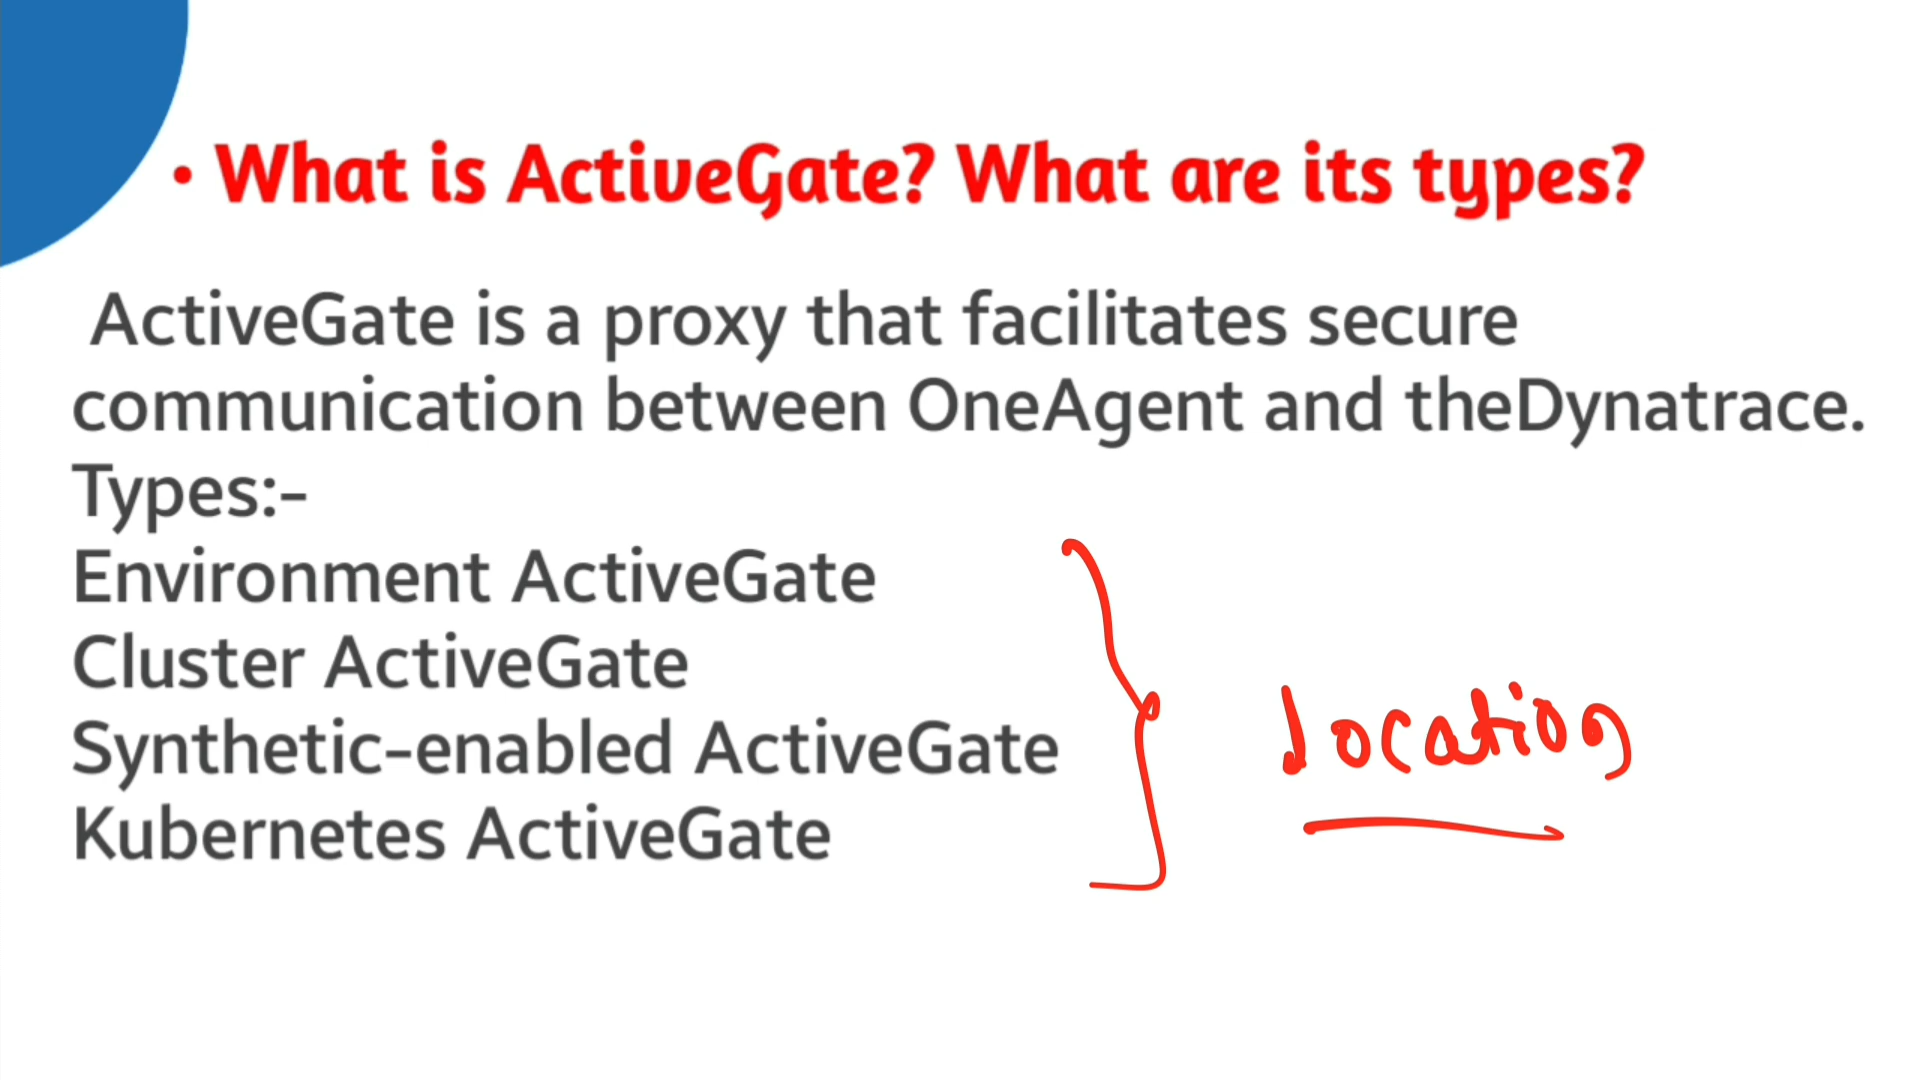 • What is ActiveGate? What are its types?
ActiveGate is a proxy that facilitates secure
communication between OneAgent and theDynatrace.
Types:-
Environment ActiveGate
Cluster ActiveGate
Synthetic-enabled ActiveGate
Kubernetes ActiveGate
location